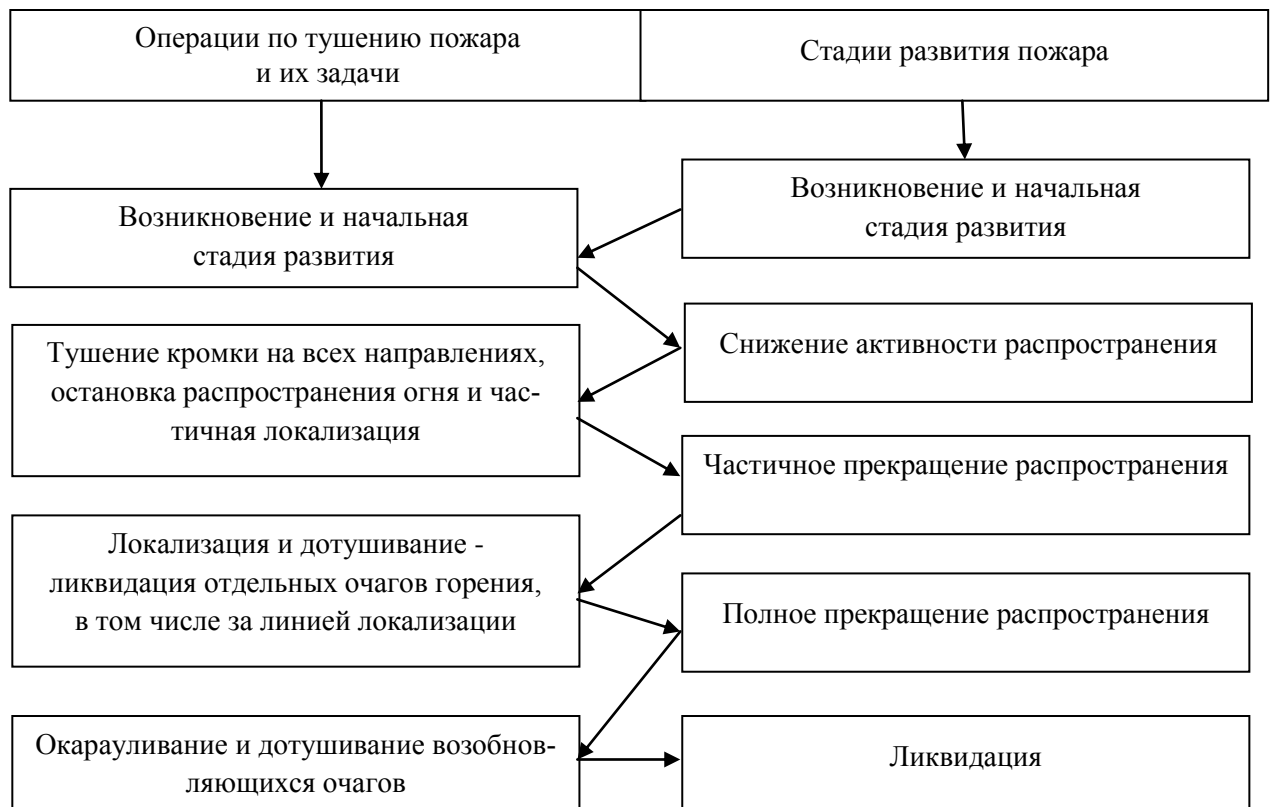 Операции по тушению пожара
и их задачи
Стадии развития пожара
Возникновение и начальная
стадия развития
Возникновение и начальная
стадия развития
Тушение кромки на всех направлениях,
остановка распространения огня и час-
тичная локализация
Снижение активности распространения
Частичное прекращение распространения
Локализация и дотушивание -
ликвидация отдельных очагов горения,
в том числе за линией локализации
Полное прекращение распространения
Окарауливание и дотушивание возобнов-
ляющихся очагов
Ликвидация